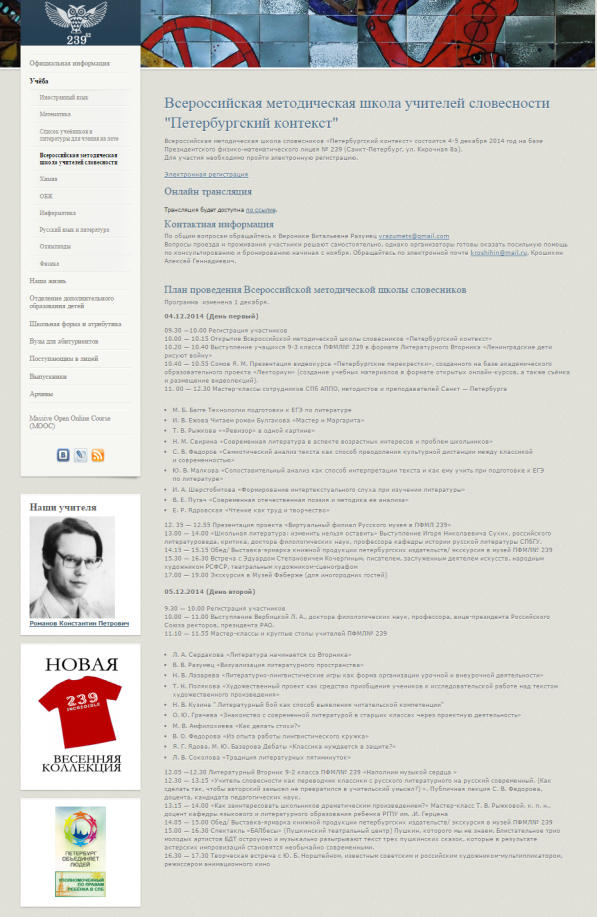 239
Официальная информация
Учёба
Иностранный язык
Математика
Список учебников и
литературы для чтения на лето
Всероссийская методическая
школа учителей словесности
Химия
ОБЖ
Информатика
Русский язык и литература
Олимпиады
Физика
Наша жизнь
Отделение дополнительного
образования детей
Школьная форма и атрибутика
Вузы для абитуриентов
Поступающим в лицей
Выпускники
Архивы
Massive Open Online Course
(MOOC)
Наши учителя
Романов Константин Петрович
НОВАЯ
239
INCREDIBLE
ВЕСЕННЯЯ
КОЛЛЕКЦИЯ
ПЕТЕРБУРГ
ОБЪЕДИНЯЕТ
ЛЮДЕЙ
УПОЛНОМОЧЕННЫЙ
ПО ПРАВАМ
РЕБЁНКА В СПБ
Всероссийская методическая школа учителей словесности
"Петербургский контекст"
Всероссийская методическая школа словесников «Петербургский контекст» состоится 4-5 декабря 2014 год на базе
Президентского физико-математического лицея № 239 (Санкт-Петербург, ул. Кирочная 8а).
Для участия необходимо пройти электронную регистрацию.
Электронная регистрация
Онлайн трансляция
Трансляция будет доступна по ссылке.
Контактная информация
По общим вопросам обращайтесь к Веронике Витальевне Разумец vrazumets@gmail.com
Вопросы проезда и проживания участники решают самостоятельно, однако организаторы готовы оказать посильную помощь
по консультированию и бронированию начиная с ноября. Обращайтесь по электронной почте kroshihin@mail.ru, Крошихин
Алексей Геннадиевич.
План проведения Всероссийской методической школы словесников
Программа изменена 1 декабря.
04.12.2014 (День первый)
09.30 —10.00 Регистрация участников
10.00 — 10.15 Открытие Всероссийской методической школы словесников «Петербургский контекст»
10.20 — 10.40 Выступление учащихся 9-3 класса ПФМЛ№ 239 в формате Литературного Вторника «Ленинградские дети
рисуют войну»
10.40 — 10.55 Сомов Я. М. Презентация видеокурса «Петербургские перекрестки», созданного на базе академического
образовательного проекта «Лекториум» (создание учебных материалов в формате открытых онлайн-курсов, а также съёмка
и размещение видеолекций).
11. 00 — 12.30 Мастер-классы сотрудников СПБ АППО, методистов и преподавателей Санкт — Петербурга
М. Б. Багге Технологии подготовки к ЕГЭ по литературе
И. В. Ежова Читаем роман Булгакова «Мастер и Маргарита»
Т. В. Рыжкова ««Ревизор» в одной картине»
Н. М. Свирина «Современная литература в аспекте возрастных интересов и проблем школьников»
С. В. Федоров «Семиотический анализ текста как способ преодоления культурной дистанции между классикой
и современностью»
Ю. В. Малкова «Сопоставительный анализ как способ интерпретации текста и как ему учить при подготовке к ЕГЭ
по литературе»
И. А. Шерстобитова «Формирование интертекстуального слуха при изучении литературы»
В. Е. Пугач «Современная отечественная поэзия и методика ее анализа»
Е. Р. Ядровская «Чтение как труд и творчество»
12. 35 — 12.55 Презентация проекта «Виртуальный филиал Русского музея в ПФМЛ 239»
13.00 — 14.00 «Школьная литература: изменить нельзя оставить» Выступление Игоря Николаевича Сухих, российского
литературоведа, критика, доктора филологических наук, профессора кафедры истории русской литературы СПБГУ.
14.15 — 15.15 Обед/ Выставка-ярмарка книжной продукции петербургских издательств/ экскурсия в музей ПФМЛ№ 239
15.30 — 16.30 Встреча с Эдуардом Степановичем Кочергиным, писателем, заслуженным деятелем искусств, народным
художником РСФСР, театральным художником-сценографом
17.00 — 19.00 Экскурсия в Музей Фаберже (для иногородних гостей)
05.12.2014 (День второй)
9.30 — 10.00 Регистрация участников
10.00 — 11.00 Выступление Вербицкой Л. А., доктора филологических наук, профессора, вице-президента Российского
Союза ректоров, президента РАО.
11.10 — 11.55 Мастер-классы и круглые столы учителей ПФМЛ№ 239
Л. А. Сердакова «Литература начинается со Вторника»
В. В. Разумец «Визуализация литературного пространства»
Н. В. Лазарева «Литературно-лингвистические игры как форма организации урочной и внеурочной деятельности»
Т. Н. Полякова «Художественный проект как средство приобщения учеников к исследовательской работе над текстом
художественного произведения»
Н. В. Кузина " Литературный бой как способ выявления читательской компетенции"
О. Ю. Грачева «Знакомство с современной литературой в старших классах через проектную деятельность»
М. В. Анфилохиева «Как делать стихи?»
В. О. Федорова «Из опыта работы лингвистического кружка»
Я. Г. Ядова, М. Ю. Базарова Дебаты «Классика нуждается в защите?»
Л. В. Соколова «Традиция литературных пятиминуток»
12.05 —12.30 Литературный Вторник 9-2 класса ПФМЛ№ 239 «Наполним музыкой сердца »
12.30 — 13.15 «Учитель словесности как переводчик классики с русского литературного на русский современный. (Как
сделать так, чтобы авторский замысел не превратился в учительский умысел?) ». Публичная лекция С. В. Федорова,
доцента, кандидата педагогических наук.
13.15 — 14.00 «Как заинтересовать школьников драматическим произведением?» Мастер-класс Т. В. Рыжковой, к. п. н.,
доцент кафедры языкового и литературного образования ребенка РГПУ им. .И. Герцена
14.05 — 15.00 Обед/ Выставка-ярмарка книжной продукции петербургских издательств/ экскурсия в музей ПФМЛ№ 239
15.00 — 16.30 Спектакль «БАЛбесы» (Пушкинский театральный центр) Пушкин, которого мы не знаем. Блистательное трио
молодых артистов БДТ остроумно и музыкально разыгрывают текст трех пушкинских сказок, которые в результате
актерских импровизаций становятся необычайно современными.
16.30 — 17.30 Творческая встреча с Ю. Б. Норштейном, известным советским и российским художником-мультипликатором,
режиссером анимационного кино